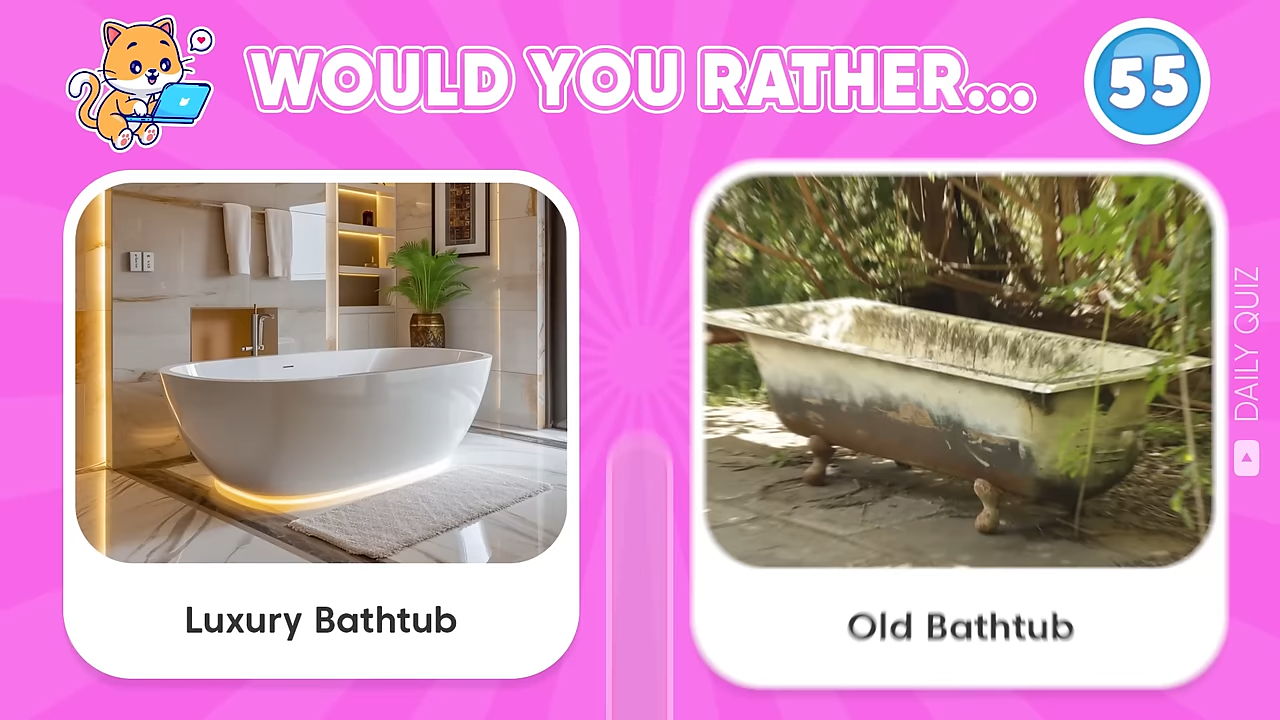 WOULD YOU RATHER...
55
Luxury Bathtub
Old Bathtub
DAILY QUIZ